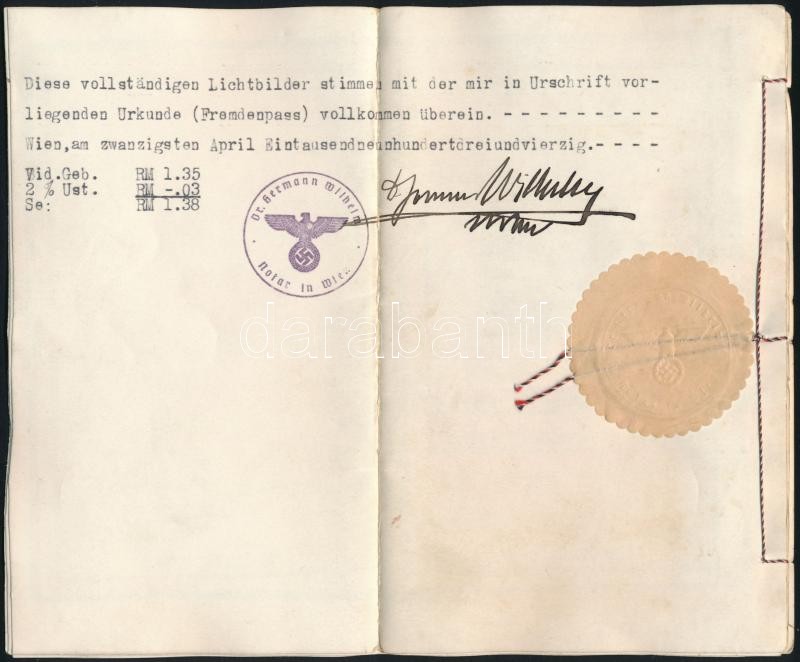 Diese vollständigen Lichtbilder stimmen mit der mir in Urschrift vor-
liegenden Urkunde (Fremdenpass) vollkommen überein. - - - - - - - - -
Wien,am zwanzigsten April Eintausendneunhundertdreiundvierzig.- - - -
Vid.Geb. RM 1.35
2 % Ust. RM -.03
Se: RM 1.38
Dr. Hermann Wilhelm
Notar in Wien
darabanth